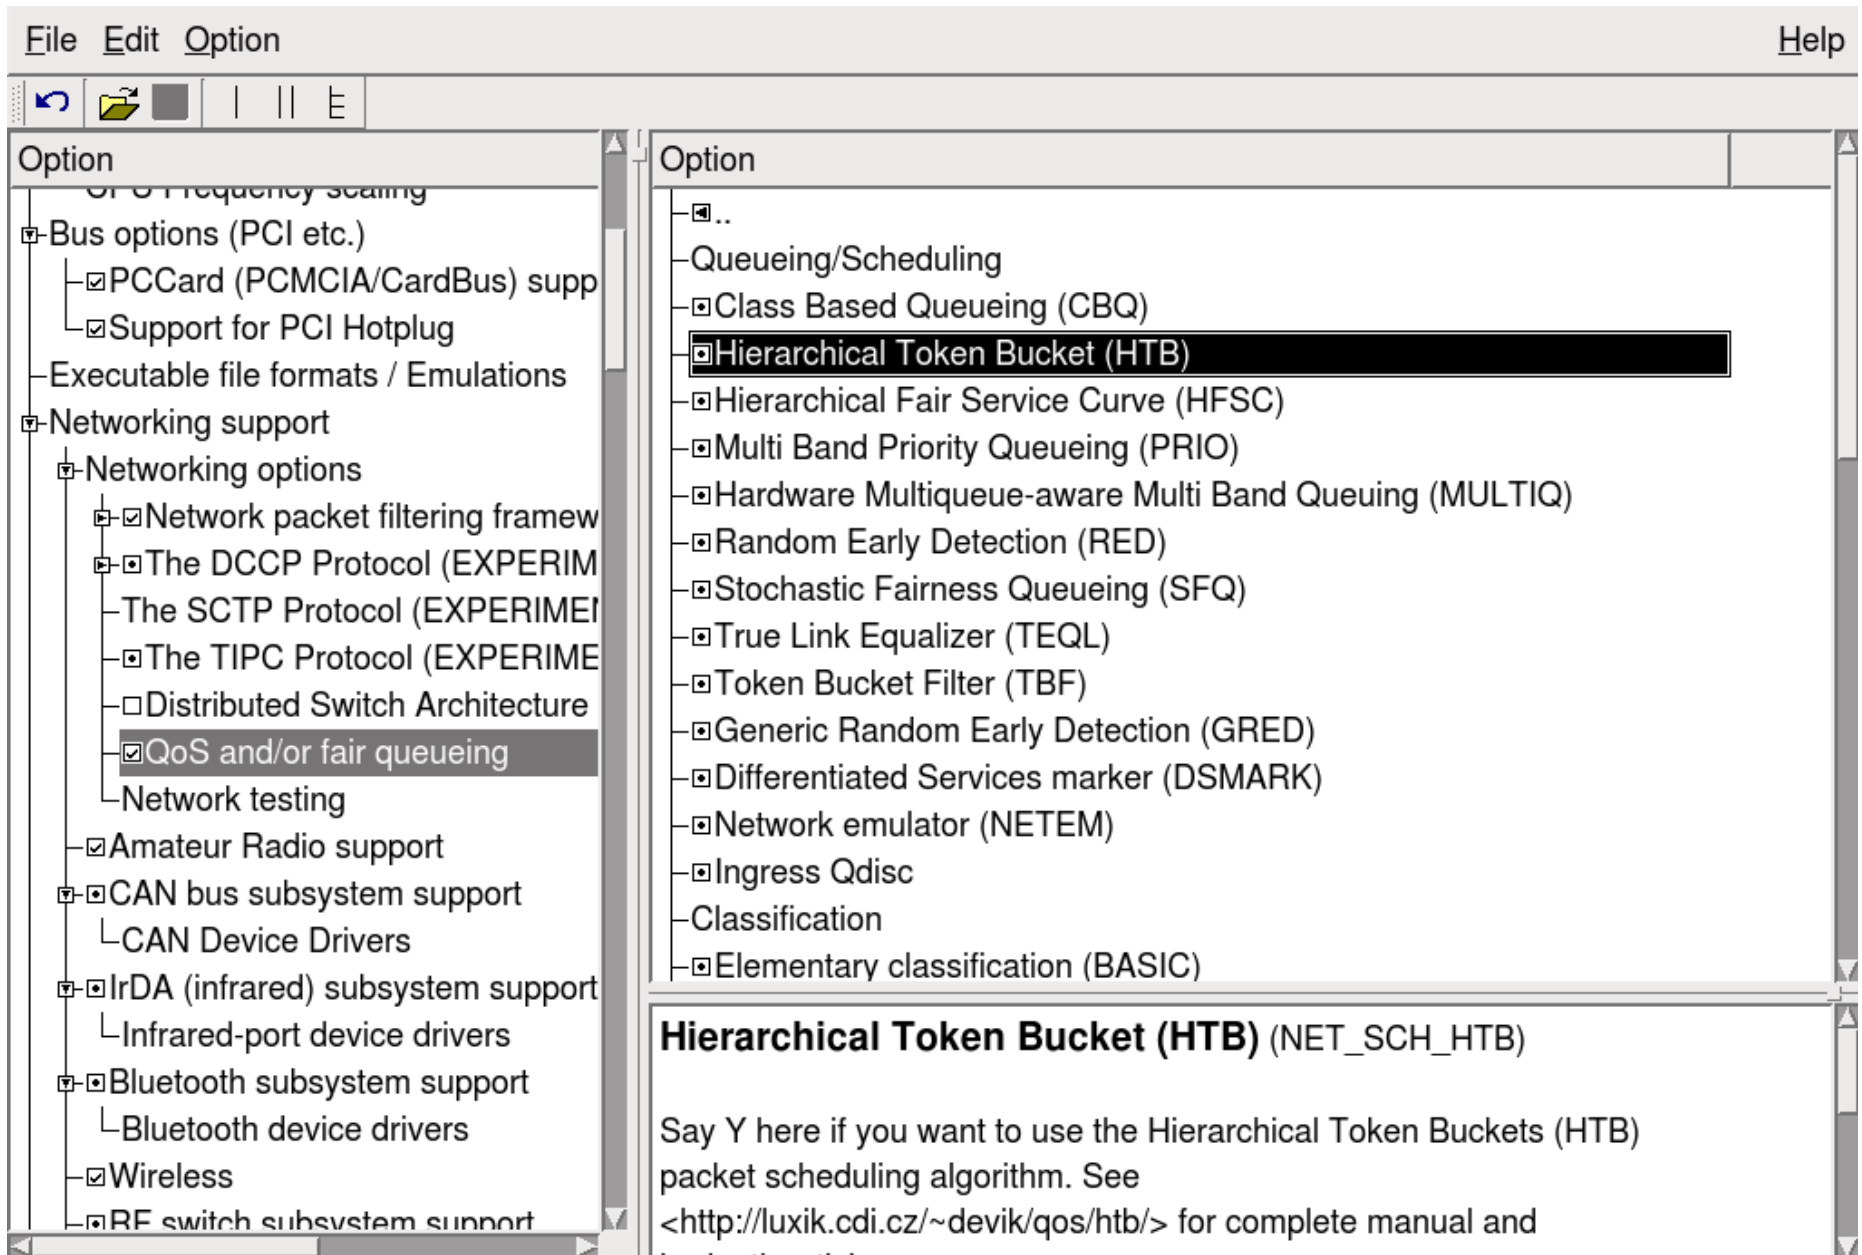 File Edit Option Help
Option
CPU Frequency scaling
Bus options (PCI etc.)
PCCard (PCMCIA/CardBus) supp
Support for PCI Hotplug
Executable file formats / Emulations
Networking support
Networking options
Network packet filtering framew
The DCCP Protocol (EXPERIM
The SCTP Protocol (EXPERIMEN
The TIPC Protocol (EXPERIME
Distributed Switch Architecture
QoS and/or fair queueing
Network testing
Amateur Radio support
CAN bus subsystem support
CAN Device Drivers
IrDA (infrared) subsystem support
Infrared-port device drivers
Bluetooth subsystem support
Bluetooth device drivers
Wireless
RF switch subsystem support
Option
..
Queueing/Scheduling
Class Based Queueing (CBQ)
Hierarchical Token Bucket (HTB)
Hierarchical Fair Service Curve (HFSC)
Multi Band Priority Queueing (PRIO)
Hardware Multiqueue-aware Multi Band Queuing (MULTIQ)
Random Early Detection (RED)
Stochastic Fairness Queueing (SFQ)
True Link Equalizer (TEQL)
Token Bucket Filter (TBF)
Generic Random Early Detection (GRED)
Differentiated Services marker (DSMARK)
Network emulator (NETEM)
Ingress Qdisc
Classification
Elementary classification (BASIC)
Hierarchical Token Bucket (HTB) (NET_SCH_HTB)
Say Y here if you want to use the Hierarchical Token Buckets (HTB)
packet scheduling algorithm. See
<http://luxik.cdi.cz/~devik/qos/htb/> for complete manual and